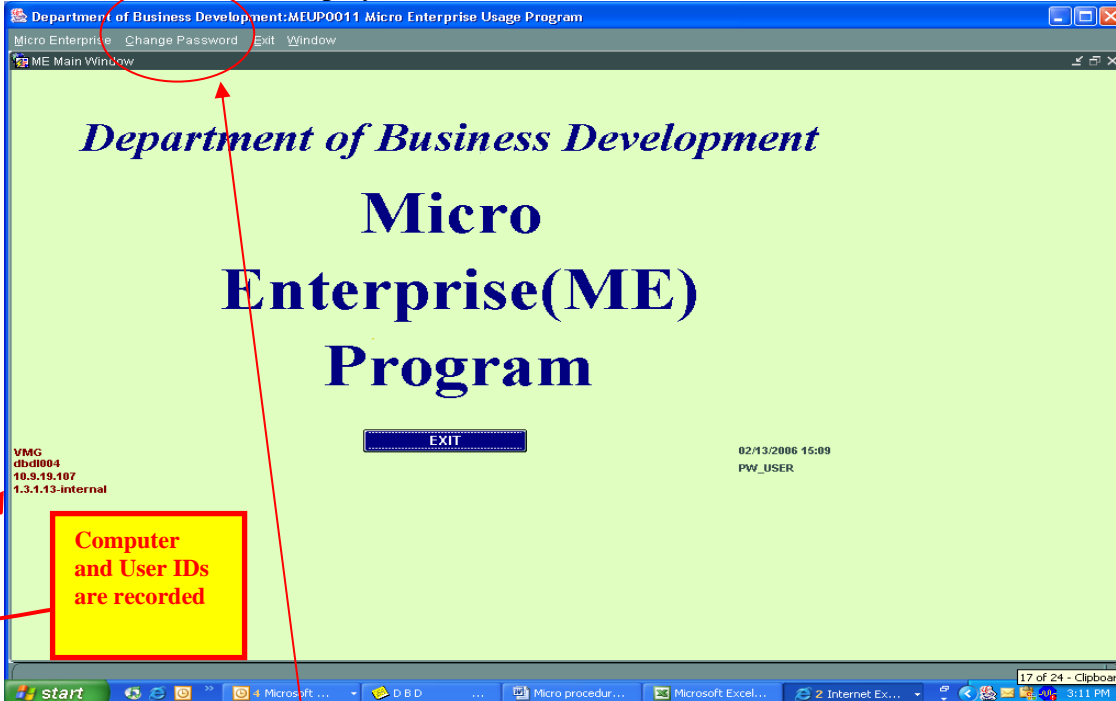 Department of Business Development:MEUP0011 Micro Enterprise Usage Program
Micro Enterprise Change Password Exit Window
ME Main Window
Department of Business Development
Micro
Enterprise(ME)
Program
EXIT
VMG
dbdl004
10.9.19.107
1.3.1.13-internal
02/13/2006 15:09
PW_USER
Computer
and User IDs
are recorded
17 of 24 - Clipboar
start 4 Microsoft ... D B D ... Micro procedur... Microsoft Excel... 2 Internet Ex... 3:11 PM